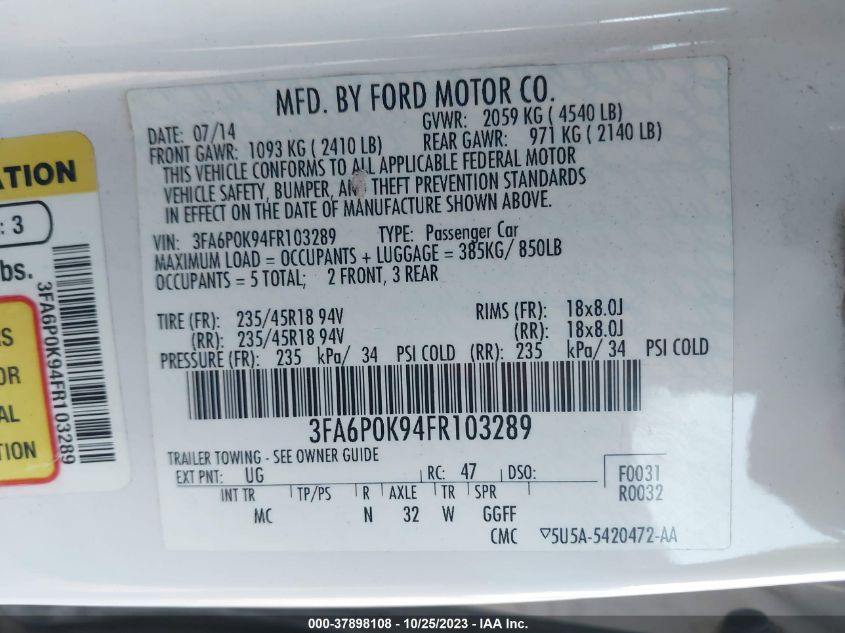 MFD. BY FORD MOTOR CO.
DATE: 07/14 GVWR: 2059 KG ( 4540 LB)
FRONT GAWR: 1093 KG ( 2410 LB) REAR GAWR: 971 KG ( 2140 LB)
THIS VEHICLE CONFORMS TO ALL APPLICABLE FEDERAL MOTOR
VEHICLE SAFETY, BUMPER, AND THEFT PREVENTION STANDARDS
IN EFFECT ON THE DATE OF MANUFACTURE SHOWN ABOVE.
VIN: 3FA6P0K94FR103289 TYPE: Passenger Car
MAXIMUM LOAD = OCCUPANTS + LUGGAGE = 385KG/ 850LB
OCCUPANTS = 5 TOTAL; 2 FRONT, 3 REAR
TIRE (FR): 235/45R18 94V RIMS (FR): 18x8.0J
(RR): 235/45R18 94V (RR): 18x8.0J
PRESSURE (FR): 235 kPa/ 34 PSI COLD (RR): 235 kPa/ 34 PSI COLD
3FA6P0K94FR103289
TRAILER TOWING - SEE OWNER GUIDE
EXT PNT: UG RC: 47 DSO: F0031
INT TR TP/PS R AXLE TR SPR R0032
MC N 32 W GGFF
CMC ▽5U5A-5420472-AA
ATION
: 3
bs.
3FA6P0K94FR103289
S
OR
AL
TION
000-37898108 - 10/25/2023 - IAA Inc.